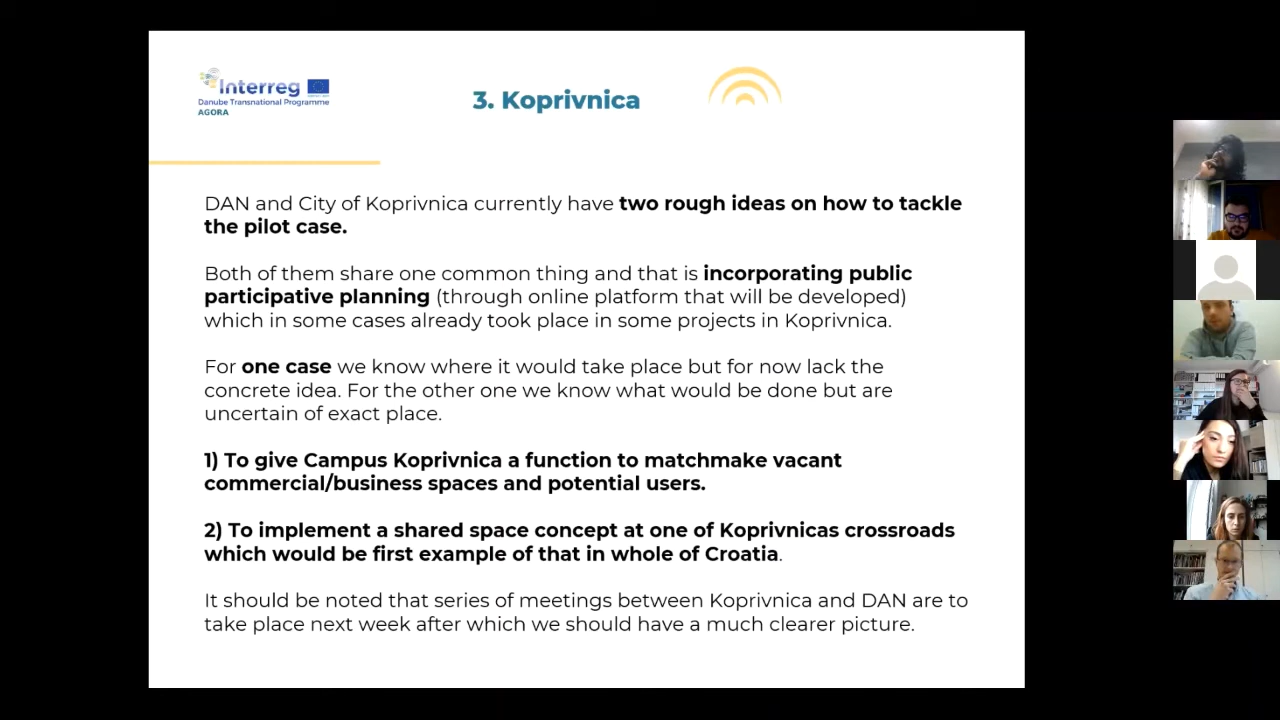 Interreg
Danube Transnational Programme
AGORA
3. Koprivnica
DAN and City of Koprivnica currently have two rough ideas on how to tackle
the pilot case.
Both of them share one common thing and that is incorporating public
participative planning (through online platform that will be developed)
which in some cases already took place in some projects in Koprivnica.
For one case we know where it would take place but for now lack the
concrete idea. For the other one we know what would be done but are
uncertain of exact place.
1) To give Campus Koprivnica a function to matchmake vacant
commercial/business spaces and potential users.
2) To implement a shared space concept at one of Koprivnicas crossroads
which would be first example of that in whole of Croatia.
It should be noted that series of meetings between Koprivnica and DAN are to
take place next week after which we should have a much clearer picture.